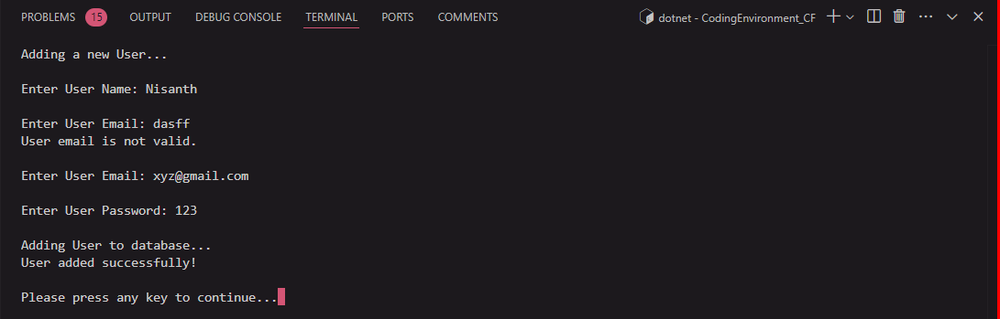 PROBLEMS 15 OUTPUT DEBUG CONSOLE TERMINAL PORTS COMMENTS dotnet - CodingEnvironment_CF
Adding a new User...
Enter User Name: Nisanth
Enter User Email: dasff
User email is not valid.
Enter User Email: xyz@gmail.com
Enter User Password: 123
Adding User to database...
User added successfully!
Please press any key to continue...